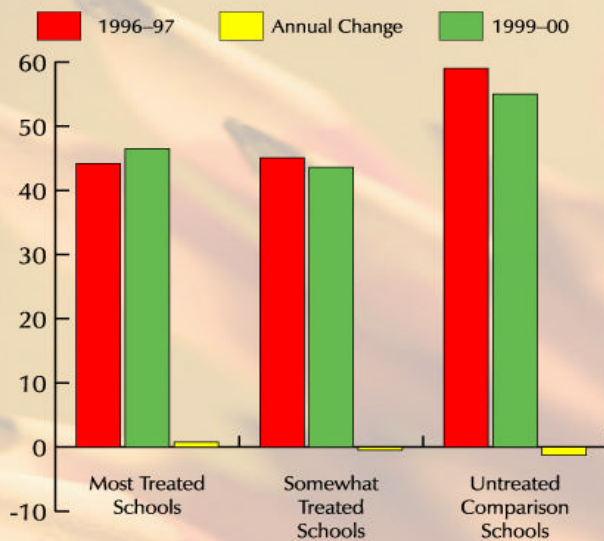 1996–97 Annual Change 1999–00
60
50
40
30
20
10
0
-10
Most Treated
Schools
Somewhat
Treated
Schools
Untreated
Comparison
Schools